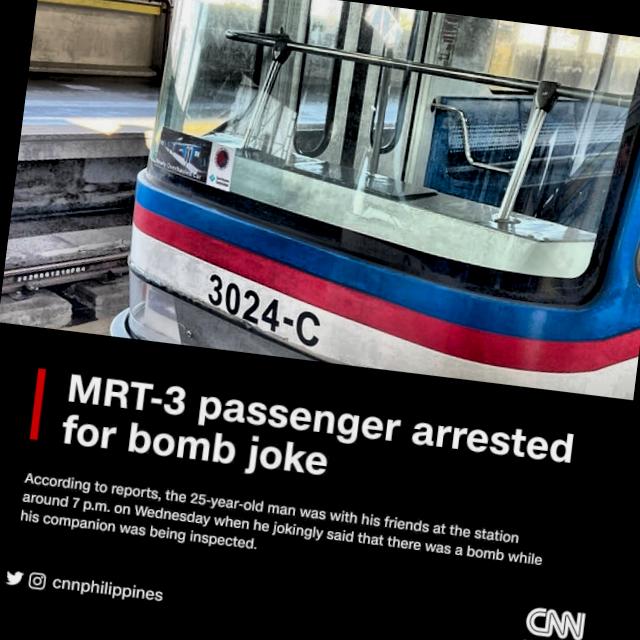 3024-C
MRT-3 passenger arrested
for bomb joke
According to reports, the 25-year-old man was with his friends at the station
around 7 p.m. on Wednesday when he jokingly said that there was a bomb while
his companion was being inspected.
cnnphilippines
CNN